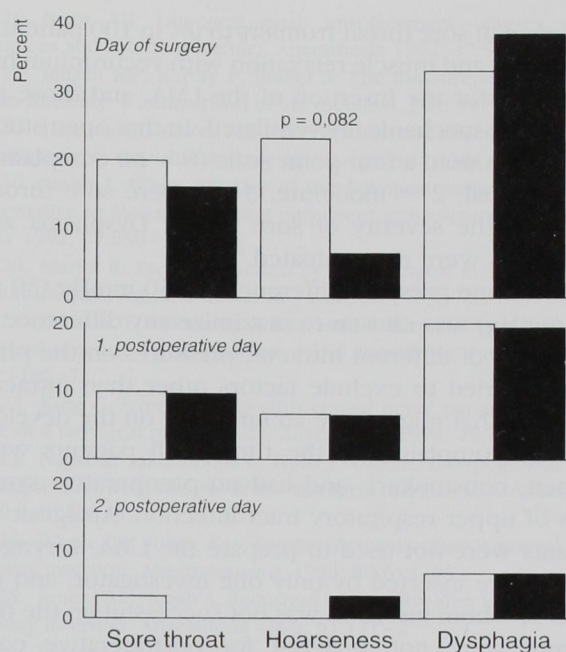 Percent
40
Day of surgery
30
p = 0,082
20
10
0
20
1. postoperative day
10
0
20
2. postoperative day
10
0
Sore throat Hoarseness Dysphagia